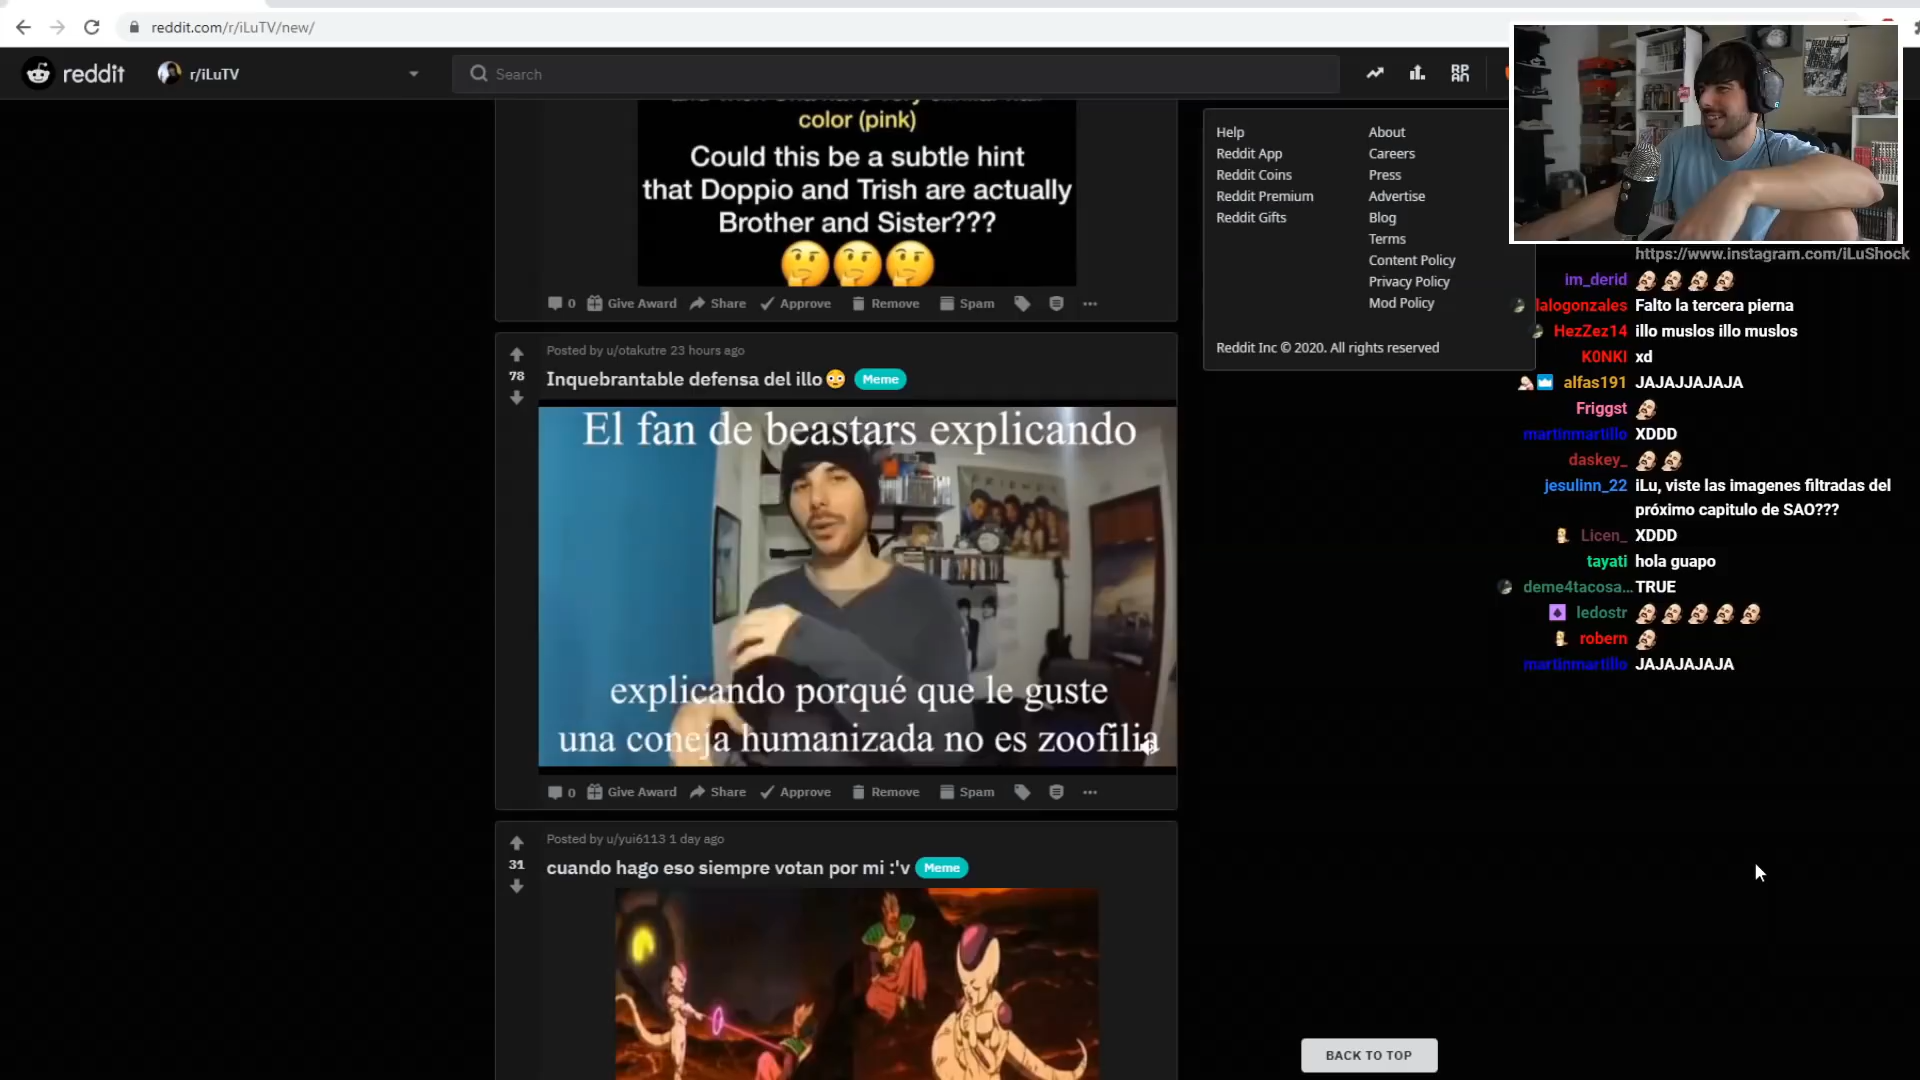 reddit.com/r/iLuTV/new/
reddit
r/iLuTV
Search
color (pink)
Could this be a subtle hint
that Doppio and Trish are actually
Brother and Sister???
0 Give Award Share Approve Remove Spam
Posted by u/otakutre 23 hours ago
78
Inquebrantable defensa del illo😳 Meme
El fan de beastars explicando
explicando porqué que le guste
una coneja humanizada no es zoofilia
0 Give Award Share Approve Remove Spam
Posted by u/yui6113 1 day ago
31
cuando hago eso siempre votan por mi :'v Meme
Help
Reddit App
Reddit Coins
Reddit Premium
Reddit Gifts
About
Careers
Press
Advertise
Blog
Terms
Content Policy
Privacy Policy
Mod Policy
Reddit Inc © 2020. All rights reserved
https://www.instagram.com/iLuShock
im_derid
lalogonzales Falto la tercera pierna
HezZez14 illo muslos illo muslos
K0NKI xd
alfas191 JAJAJJAJAJA
Friggst
martinmartillo XDDD
daskey_
jesulinn_22 iLu, viste las imagenes filtradas del
próximo capitulo de SAO???
Licen_ XDDD
tayati hola guapo
deme4tacosa... TRUE
ledostr
robern
martinmartillo JAJAJAJAJA
BACK TO TOP